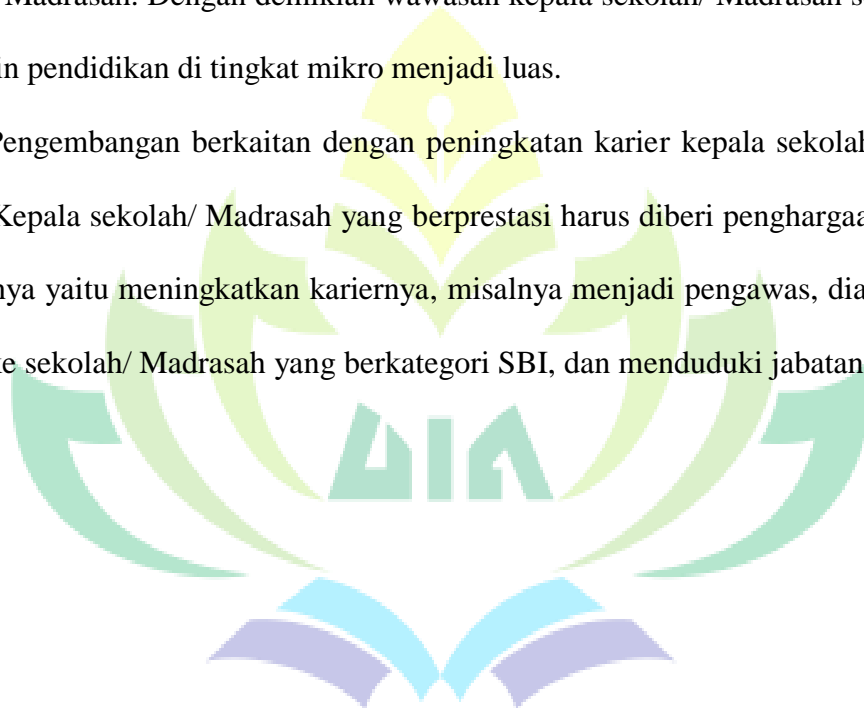 Madrasah. Dengan demikian wawasan kepala sekolah/ Madrasah s
in pendidikan di tingkat mikro menjadi luas.
Pengembangan berkaitan dengan peningkatan karier kepala sekolah
Kepala sekolah/ Madrasah yang berprestasi harus diberi penghargaa
nya yaitu meningkatkan kariernya, misalnya menjadi pengawas, dia
ke sekolah/ Madrasah yang berkategori SBI, dan menduduki jabatan
UIN